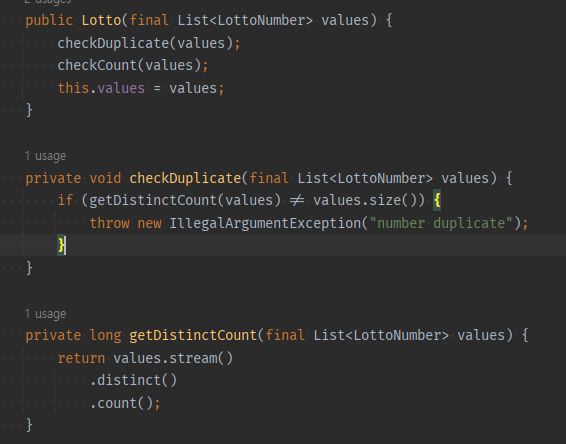 2 usages
public Lotto(final List<LottoNumber> values) {
checkDuplicate(values);
checkCount(values);
this.values = values;
}
1 usage
private void checkDuplicate(final List<LottoNumber> values) {
if (getDistinctCount(values) ≠ values.size()) {
throw new IllegalArgumentException("number duplicate");
}
}
1 usage
private long getDistinctCount(final List<LottoNumber> values) {
return values.stream()
.distinct()
.count();
}